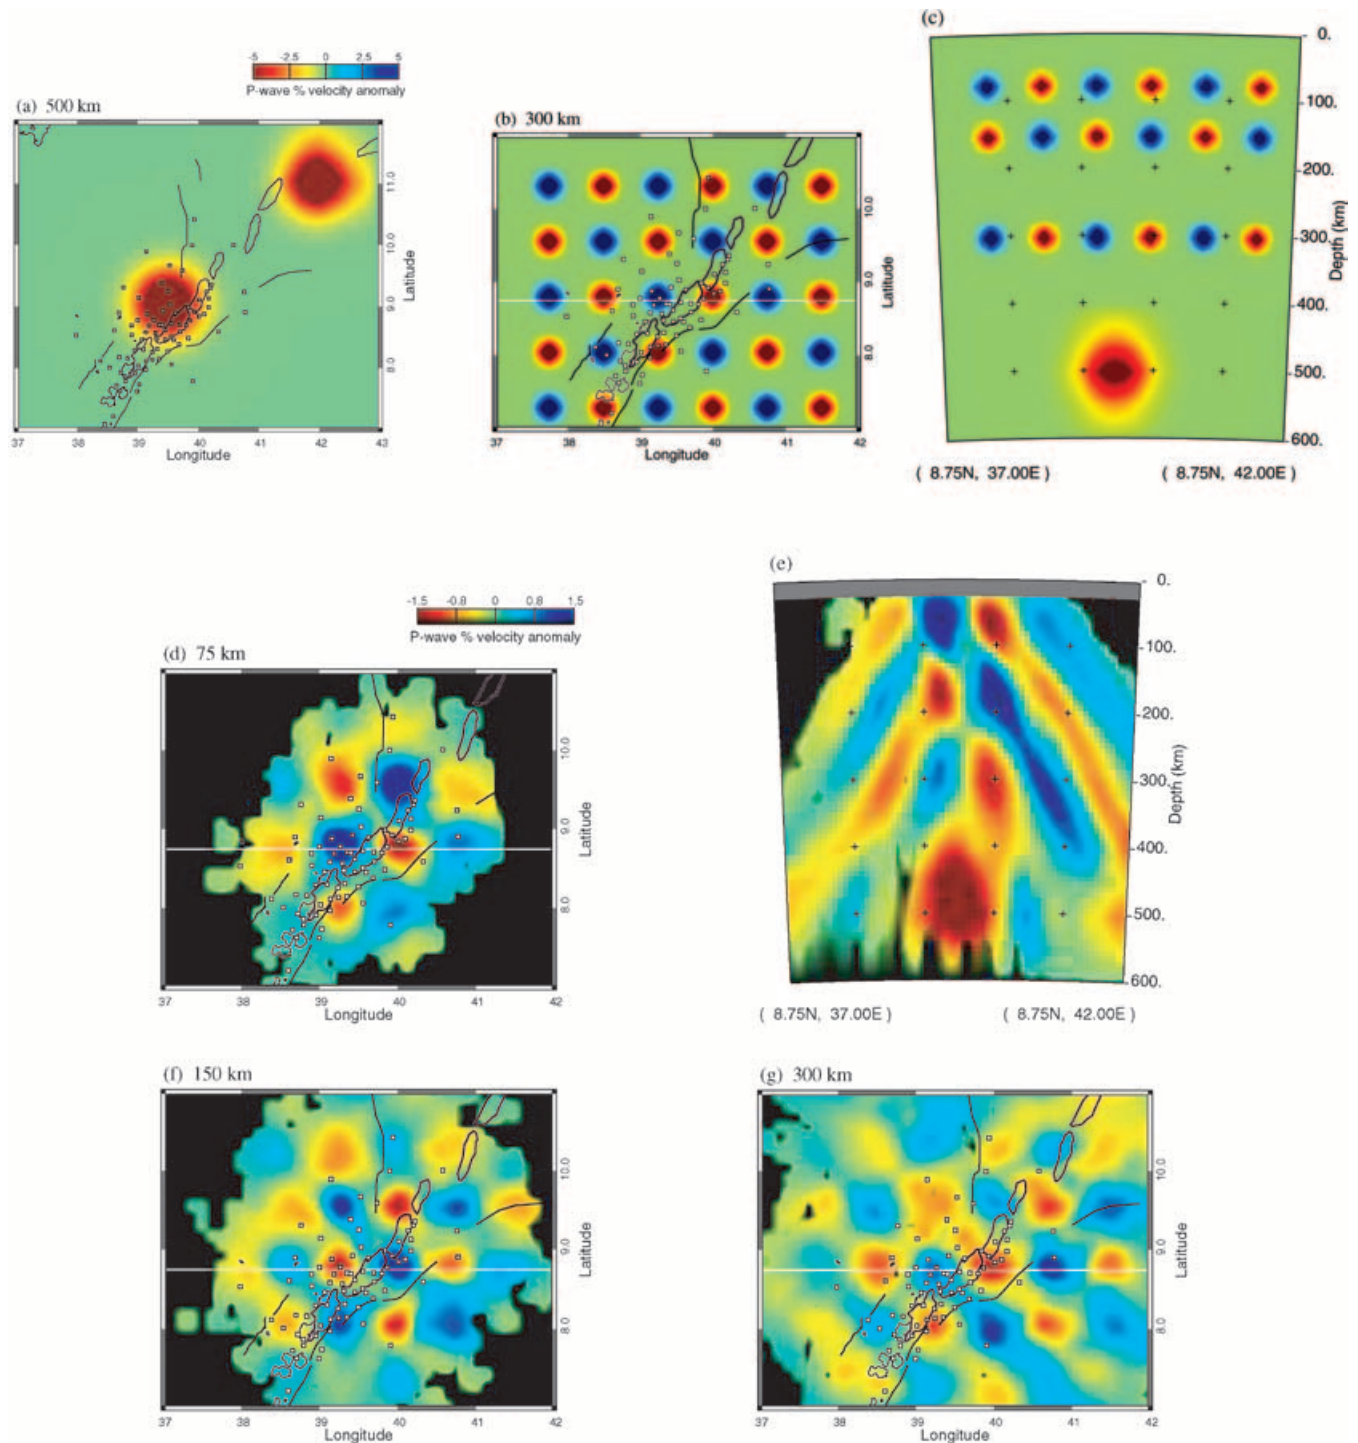 -5 -2.5 0 2.5 5
P-wave % velocity anomaly
(a) 500 km
11.0
10.0
9.0
8.0
Latitude
37 38 39 40 41 42
Longitude
(b) 300 km
10.0
9.0
8.0
Latitude
37 38 39 40 41 42
Longitude
(c)
0.
100.
200.
300.
400.
500.
600.
Depth (km)
( 8.75N, 37.00E ) ( 8.75N, 42.00E )
-1.5 -0.8 0 0.8 1.5
P-wave % velocity anomaly
(d) 75 km
10.0
9.0
8.0
Latitude
37 38 39 40 41 42
Longitude
(e)
0.
100.
200.
300.
400.
500.
600.
Depth (km)
( 8.75N, 37.00E ) ( 8.75N, 42.00E )
(f) 150 km
10.0
9.0
8.0
Latitude
37 38 39 40 41 42
Longitude
(g) 300 km
10.0
9.0
8.0
Latitude
37 38 39 40 41 42
Longitude